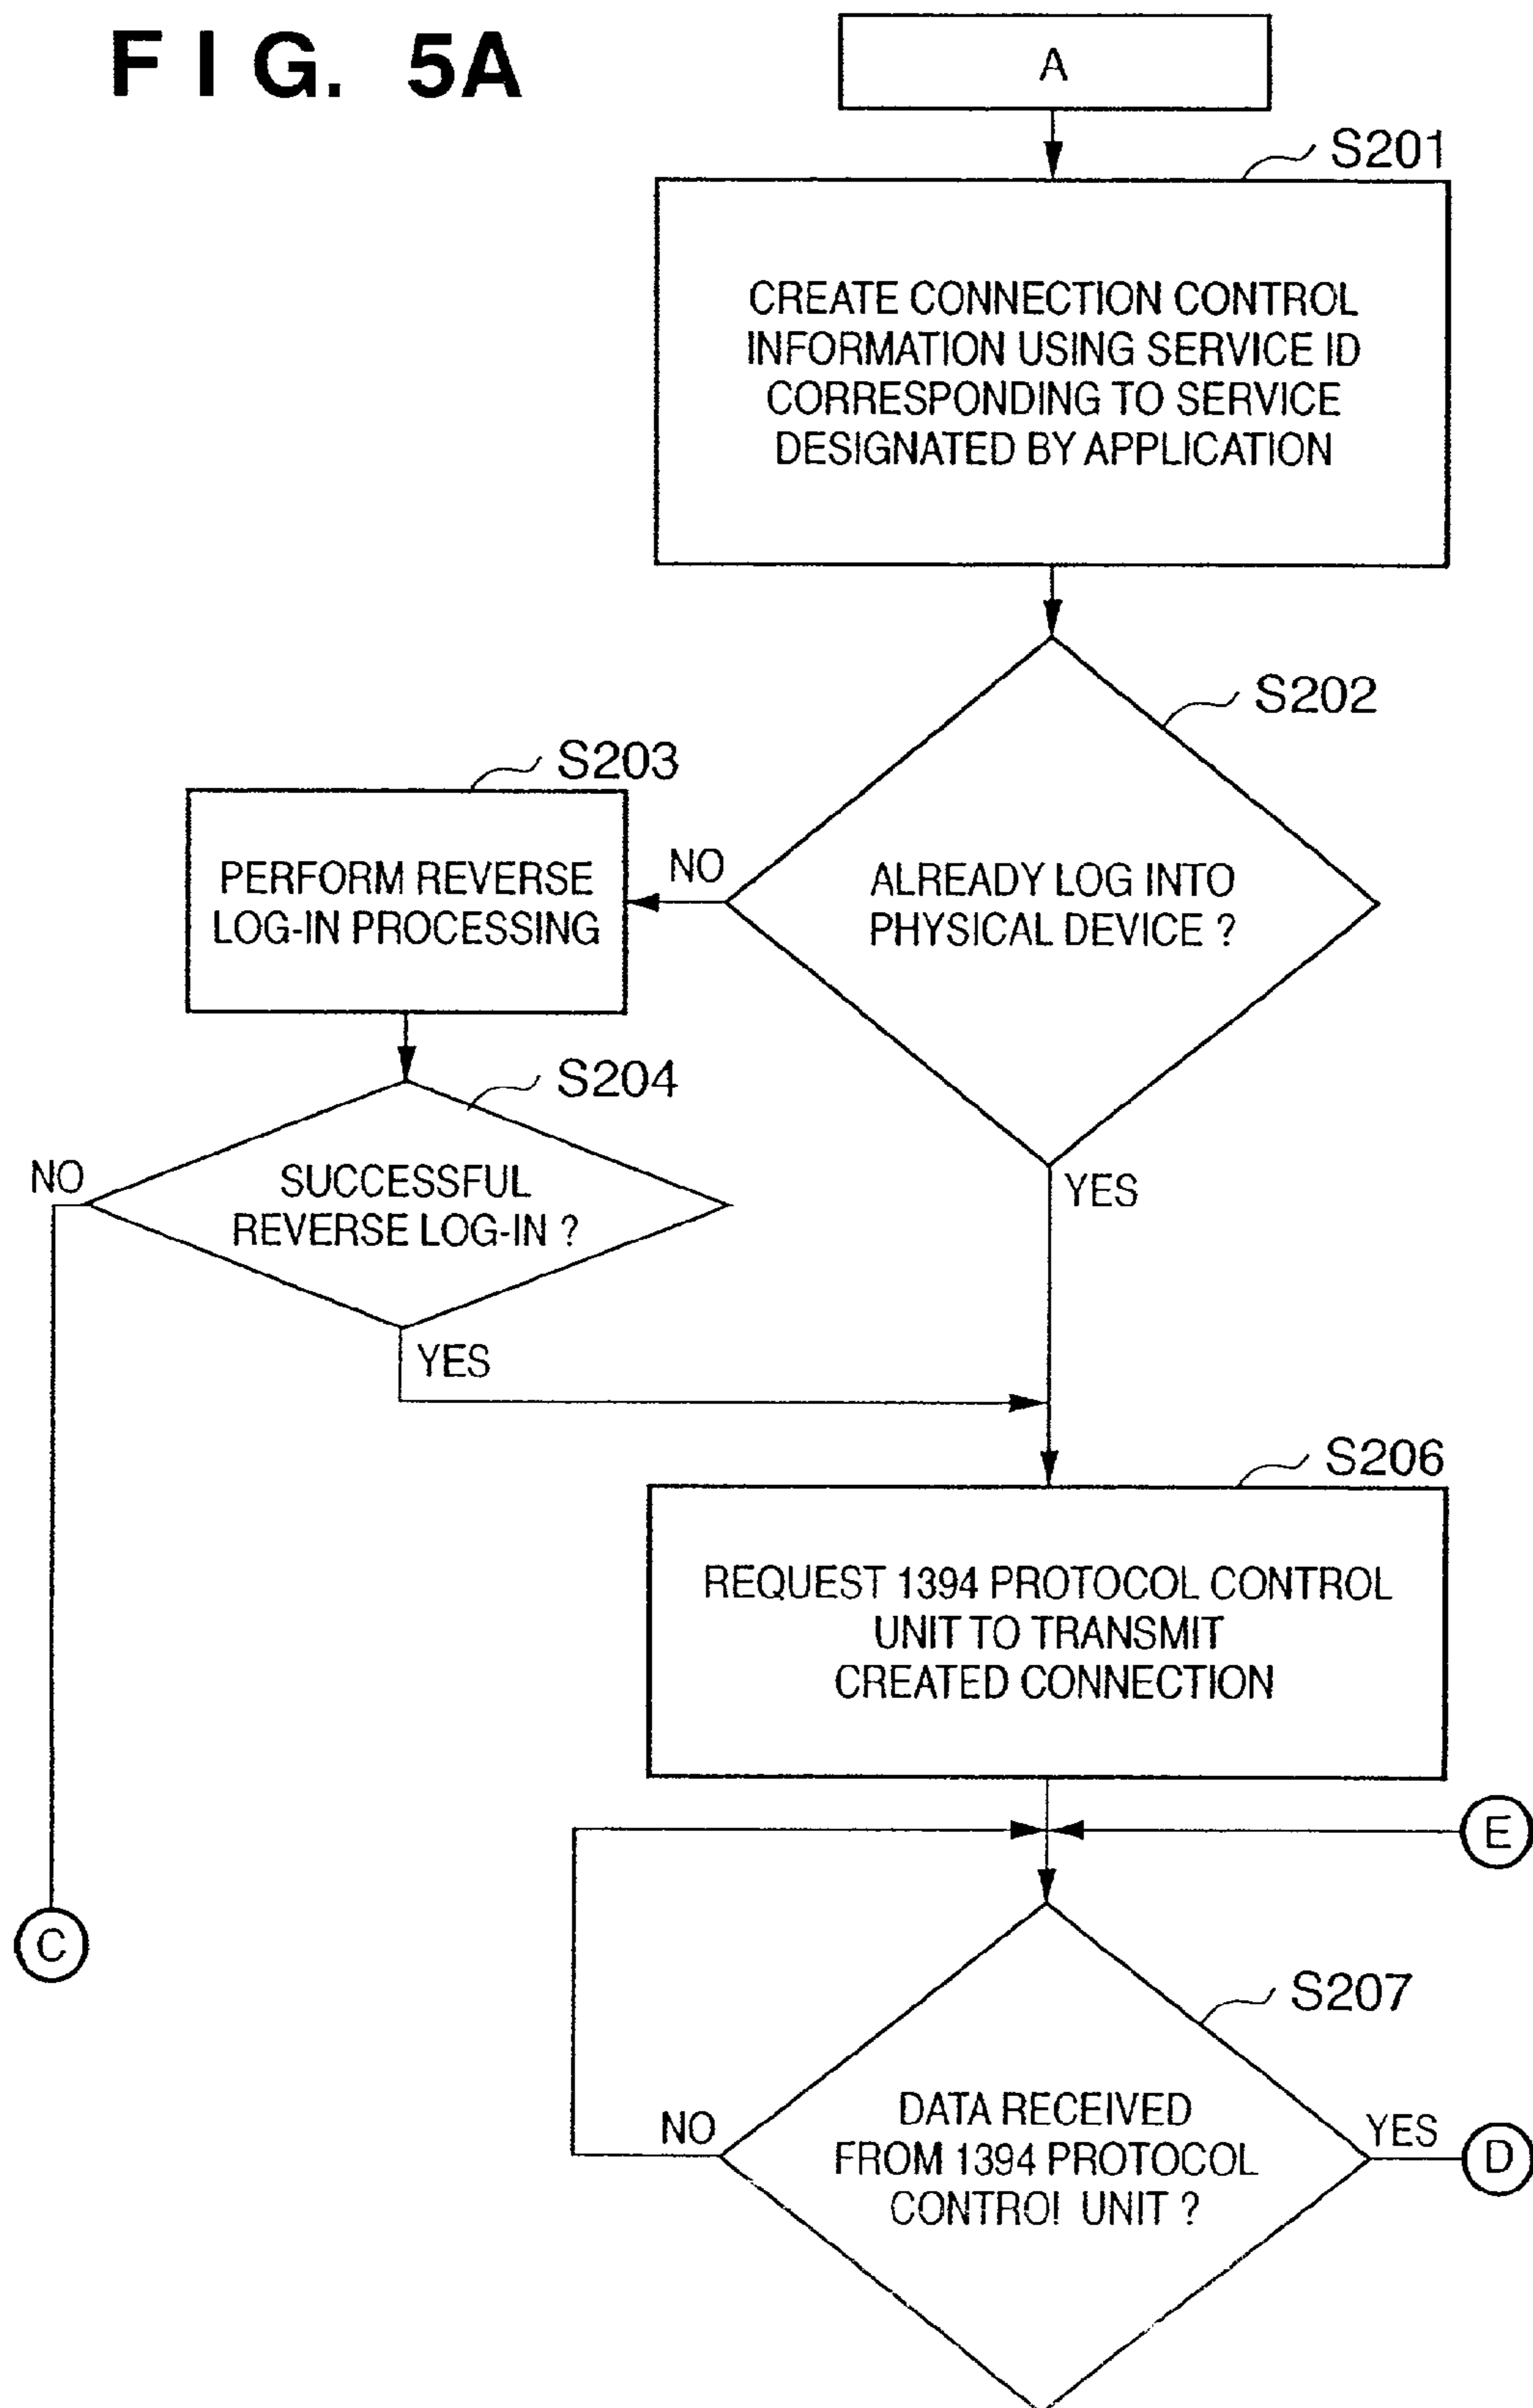 FIG. 5A
A
S201
CREATE CONNECTION CONTROL
INFORMATION USING SERVICE ID
CORRESPONDING TO SERVICE
DESIGNATED BY APPLICATION
S202
ALREADY LOG INTO
PHYSICAL DEVICE ?
NO
YES
S203
PERFORM REVERSE
LOG-IN PROCESSING
S204
SUCCESSFUL
REVERSE LOG-IN ?
NO
YES
S206
REQUEST 1394 PROTOCOL CONTROL
UNIT TO TRANSMIT
CREATED CONNECTION
E
C
S207
DATA RECEIVED
FROM 1394 PROTOCOL
CONTROL UNIT ?
NO
YES
D